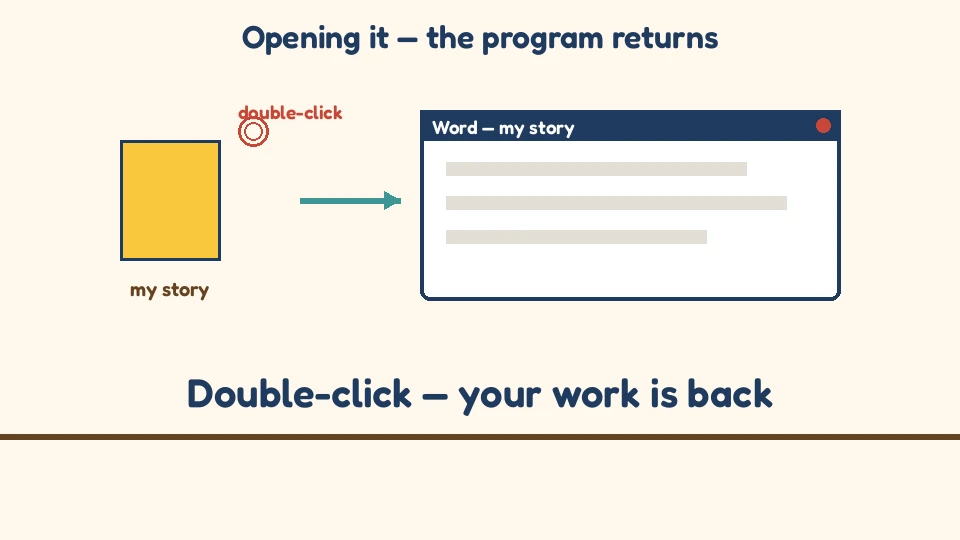 Opening it — the program returns
double-click
Word — my story
my story
Double-click — your work is back